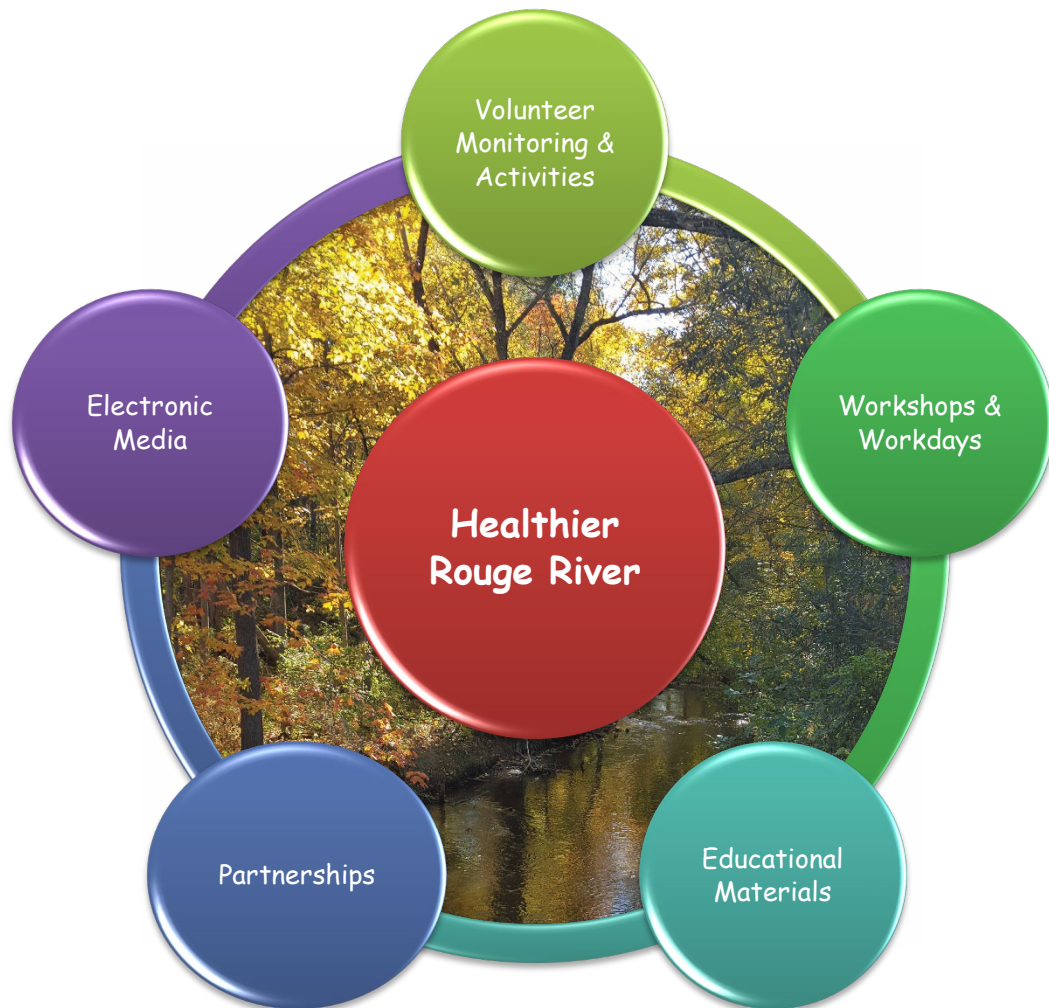 Volunteer
Monitoring &
Activities
Electronic
Media
Workshops &
Workdays
Healthier
Rouge River
Partnerships
Educational
Materials